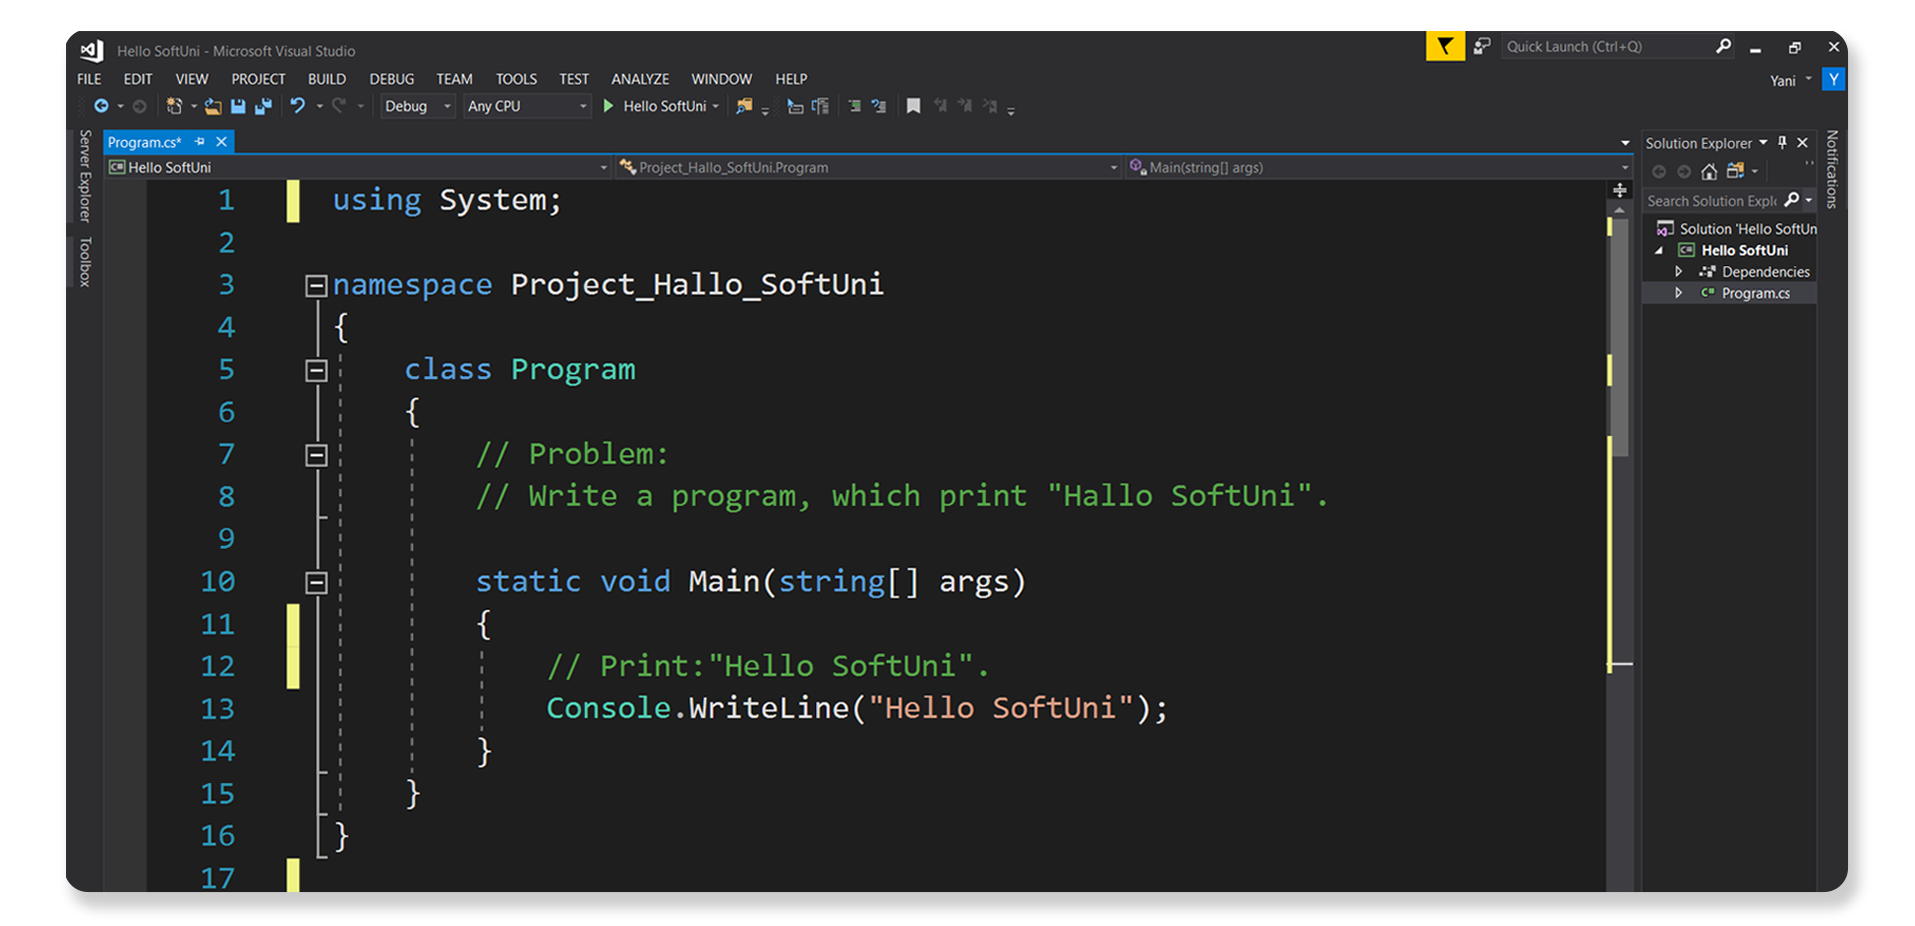 Hello SoftUni - Microsoft Visual Studio
Quick Launch (Ctrl+Q)
FILE EDIT VIEW PROJECT BUILD DEBUG TEAM TOOLS TEST ANALYZE WINDOW HELP
Yani Y
Debug Any CPU Hello SoftUni
Server Explorer
Toolbox
Program.cs*
Hello SoftUni Project_Hallo_SoftUni.Program Main(string[] args)
1 using System;
2
3 namespace Project_Hallo_SoftUni
4 {
5 class Program
6 {
7 // Problem:
8 // Write a program, which print "Hallo SoftUni".
9
10 static void Main(string[] args)
11 {
12 // Print:"Hello SoftUni".
13 Console.WriteLine("Hello SoftUni");
14 }
15 }
16 }
17
Solution Explorer
Search Solution Expl
Solution 'Hello SoftUn
Hello SoftUni
Dependencies
C# Program.cs
Notifications